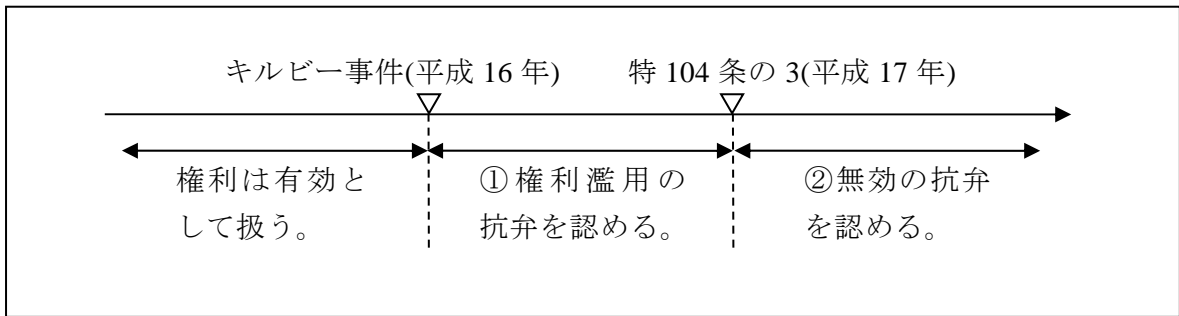 キルビー事件(平成 16 年)
特 104 条の 3(平成 17 年)
権利は有効と
して扱う。
①権利濫用の
抗弁を認める。
②無効の抗弁
を認める。